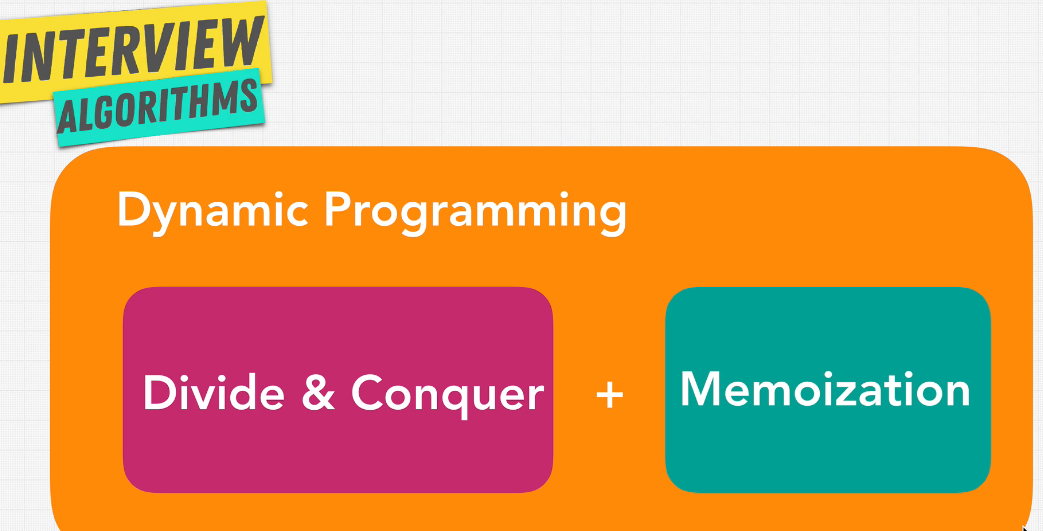 INTERVIEW
ALGORITHMS
Dynamic Programming
Divide & Conquer + Memoization